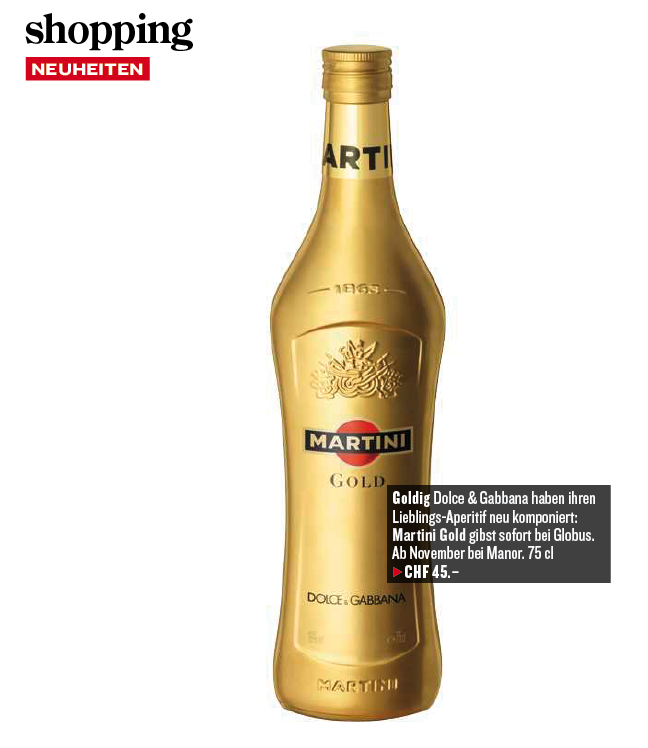 shopping
NEUHEITEN
ARTI
1863
MARTINI
GOLD
Goldig Dolce & Gabbana haben ihren
Lieblings-Aperitif neu komponiert:
Martini Gold gibst sofort bei Globus.
Ab November bei Manor. 75 cl
▶CHF 45.–
DOLCE & GABBANA
MARTINI